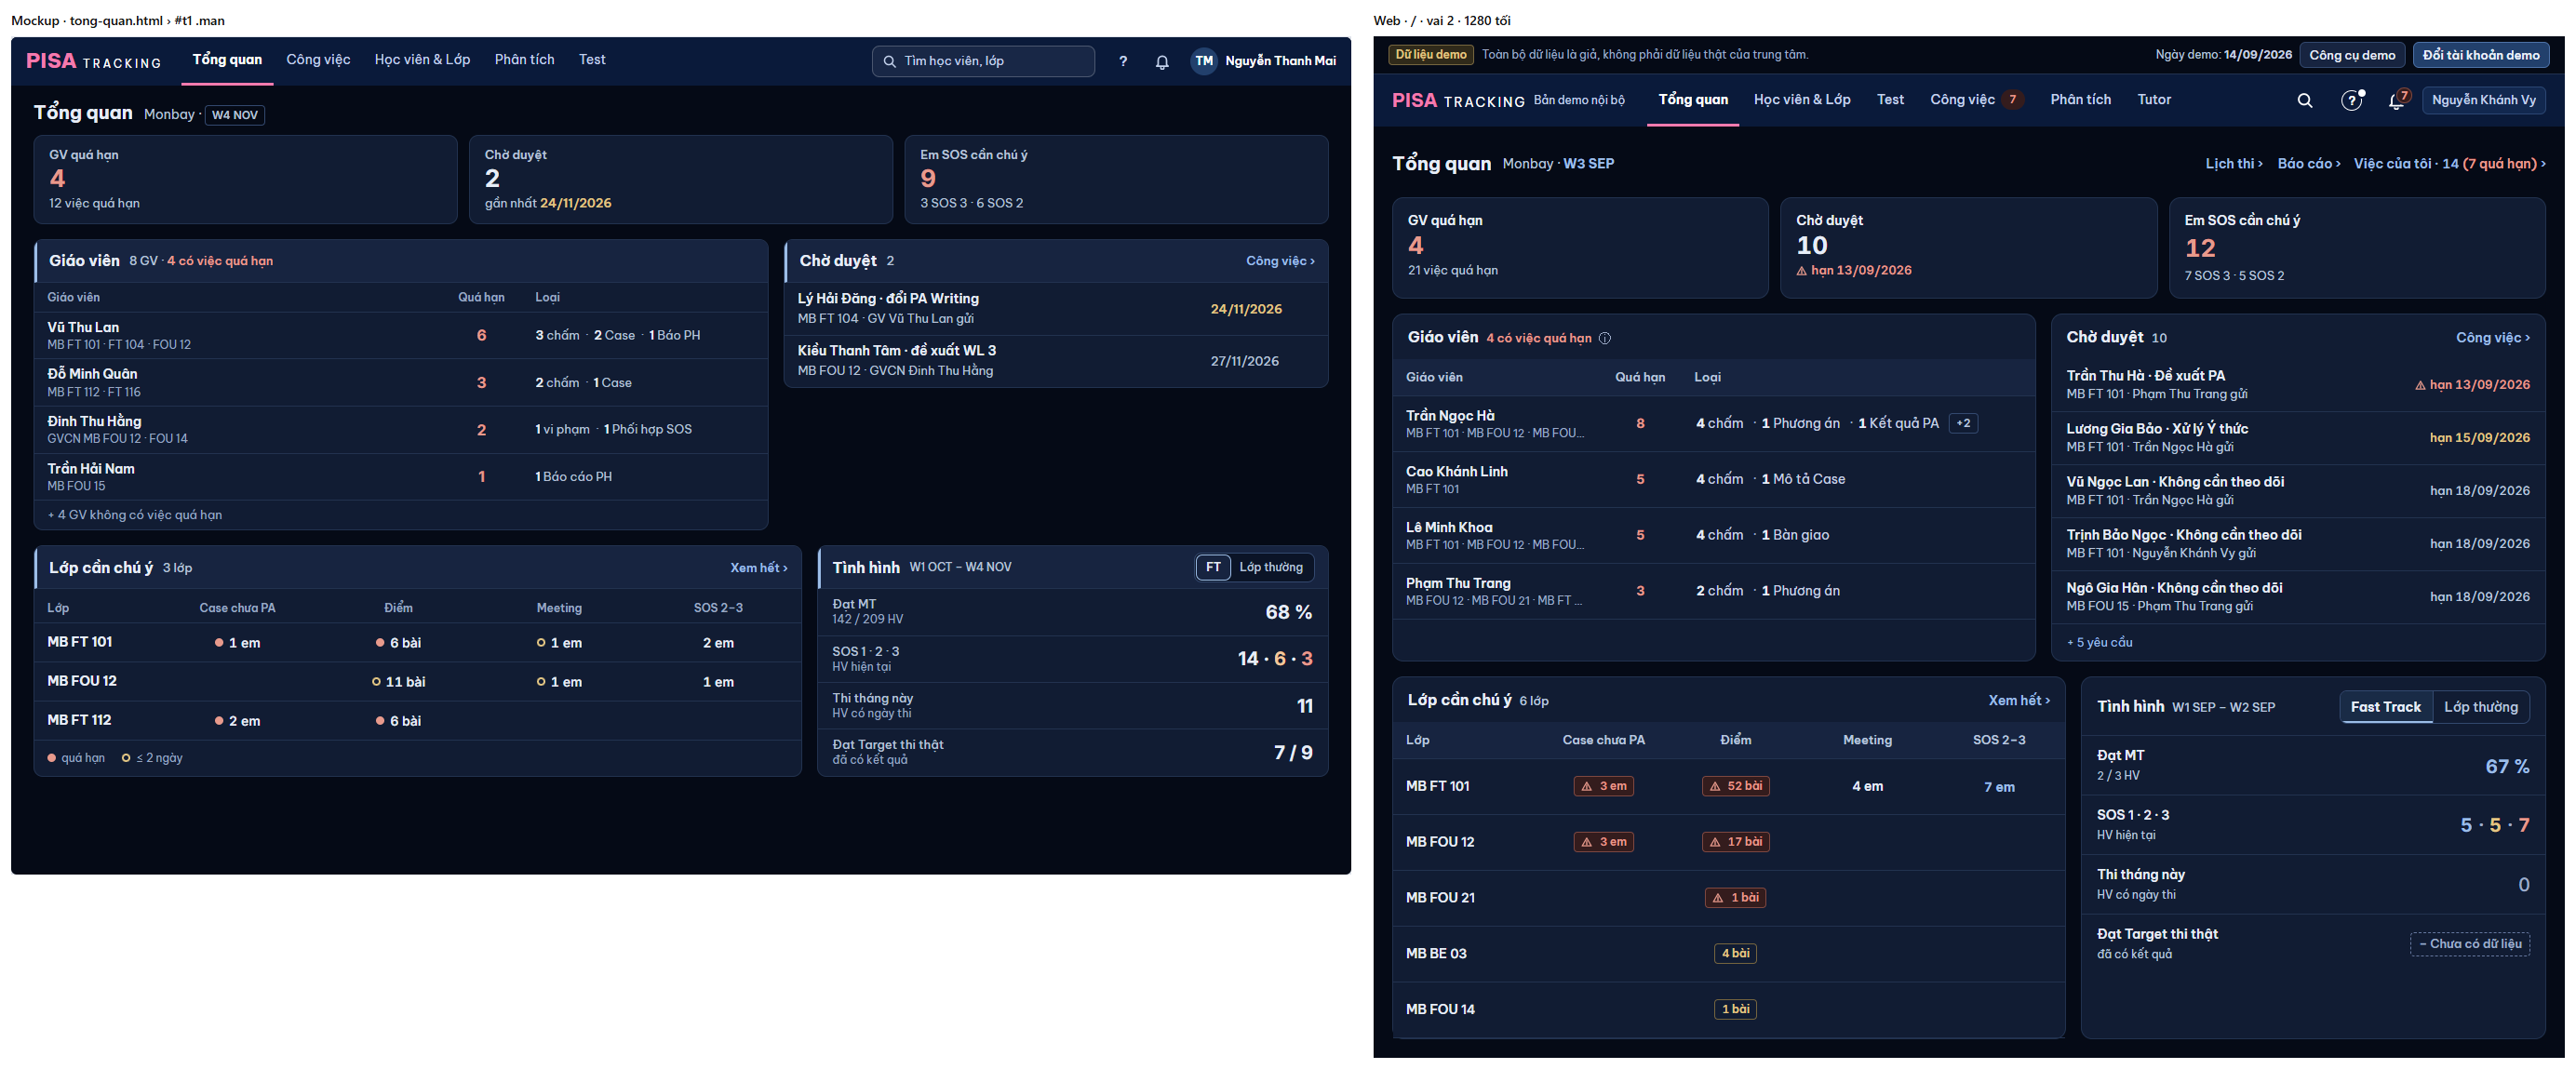 Mockup · tong-quan.html › #t1 .man
PISA TRACKING Tổng quan Công việc Học viên & Lớp Phân tích Test Tìm học viên, lớp ? TM Nguyễn Thanh Mai
Tổng quan Monbay · W4 NOV
GV quá hạn
4
12 việc quá hạn
Chờ duyệt
2
gần nhất 24/11/2026
Em SOS cần chú ý
9
3 SOS 3 · 6 SOS 2
Giáo viên 8 GV · 4 có việc quá hạn
Giáo viên Quá hạn Loại
Vũ Thu Lan
MB FT 101 · FT 104 · FOU 12
6 3 chấm · 2 Case · 1 Báo PH
Đỗ Minh Quân
MB FT 112 · FT 116
3 2 chấm · 1 Case
Đinh Thu Hằng
GVCN MB FOU 12 · FOU 14
2 1 vi phạm · 1 Phối hợp SOS
Trần Hải Nam
MB FOU 15
1 1 Báo cáo PH
+ 4 GV không có việc quá hạn
Chờ duyệt 2 Công việc ›
Lý Hải Đăng · đổi PA Writing
MB FT 104 · GV Vũ Thu Lan gửi
24/11/2026
Kiều Thanh Tâm · đề xuất WL 3
MB FOU 12 · GVCN Đinh Thu Hằng
27/11/2026
Lớp cần chú ý 3 lớp Xem hết ›
Lớp Case chưa PA Điểm Meeting SOS 2–3
MB FT 101 1 em 6 bài 1 em 2 em
MB FOU 12 11 bài 1 em 1 em
MB FT 112 2 em 6 bài
quá hạn ≤ 2 ngày
Tình hình W1 OCT – W4 NOV FT Lớp thường
Đạt MT
142 / 209 HV
68 %
SOS 1 · 2 · 3
HV hiện tại
14 · 6 · 3
Thi tháng này
HV có ngày thi
11
Đạt Target thi thật
đã có kết quả
7 / 9
Web · / · vai 2 · 1280 tối
Dữ liệu demo Toàn bộ dữ liệu là giả, không phải dữ liệu thật của trung tâm. Ngày demo: 14/09/2026 Công cụ demo Đổi tài khoản demo
PISA TRACKING Bản demo nội bộ Tổng quan Học viên & Lớp Test Công việc 7 Phân tích Tutor ? 7 Nguyễn Khánh Vy
Tổng quan Monbay · W3 SEP Lịch thi › Báo cáo › Việc của tôi · 14 (7 quá hạn) ›
GV quá hạn
4
21 việc quá hạn
Chờ duyệt
10
⚠ hạn 13/09/2026
Em SOS cần chú ý
12
7 SOS 3 · 5 SOS 2
Giáo viên 4 có việc quá hạn ⓘ
Giáo viên Quá hạn Loại
Trần Ngọc Hà
MB FT 101 · MB FOU 12 · MB FOU...
8 4 chấm · 1 Phương án · 1 Kết quả PA +2
Cao Khánh Linh
MB FT 101
5 4 chấm · 1 Mô tả Case
Lê Minh Khoa
MB FT 101 · MB FOU 12 · MB FOU...
5 4 chấm · 1 Bàn giao
Phạm Thu Trang
MB FOU 12 · MB FOU 21 · MB FT ...
3 2 chấm · 1 Phương án
Chờ duyệt 10 Công việc ›
Trần Thu Hà · Đề xuất PA
MB FT 101 · Phạm Thu Trang gửi
⚠ hạn 13/09/2026
Lương Gia Bảo · Xử lý Ý thức
MB FT 101 · Trần Ngọc Hà gửi
hạn 15/09/2026
Vũ Ngọc Lan · Không cần theo dõi
MB FT 101 · Trần Ngọc Hà gửi
hạn 18/09/2026
Trịnh Bảo Ngọc · Không cần theo dõi
MB FT 101 · Nguyễn Khánh Vy gửi
hạn 18/09/2026
Ngô Gia Hân · Không cần theo dõi
MB FOU 15 · Phạm Thu Trang gửi
hạn 18/09/2026
+ 5 yêu cầu
Lớp cần chú ý 6 lớp Xem hết ›
Lớp Case chưa PA Điểm Meeting SOS 2–3
MB FT 101 ⚠ 3 em ⚠ 52 bài 4 em 7 em
MB FOU 12 ⚠ 3 em ⚠ 17 bài
MB FOU 21 ⚠ 1 bài
MB BE 03 4 bài
MB FOU 14 1 bài
Tình hình W1 SEP – W2 SEP Fast Track Lớp thường
Đạt MT
2 / 3 HV
67 %
SOS 1 · 2 · 3
HV hiện tại
5 · 5 · 7
Thi tháng này
HV có ngày thi
0
Đạt Target thi thật
đã có kết quả
– Chưa có dữ liệu